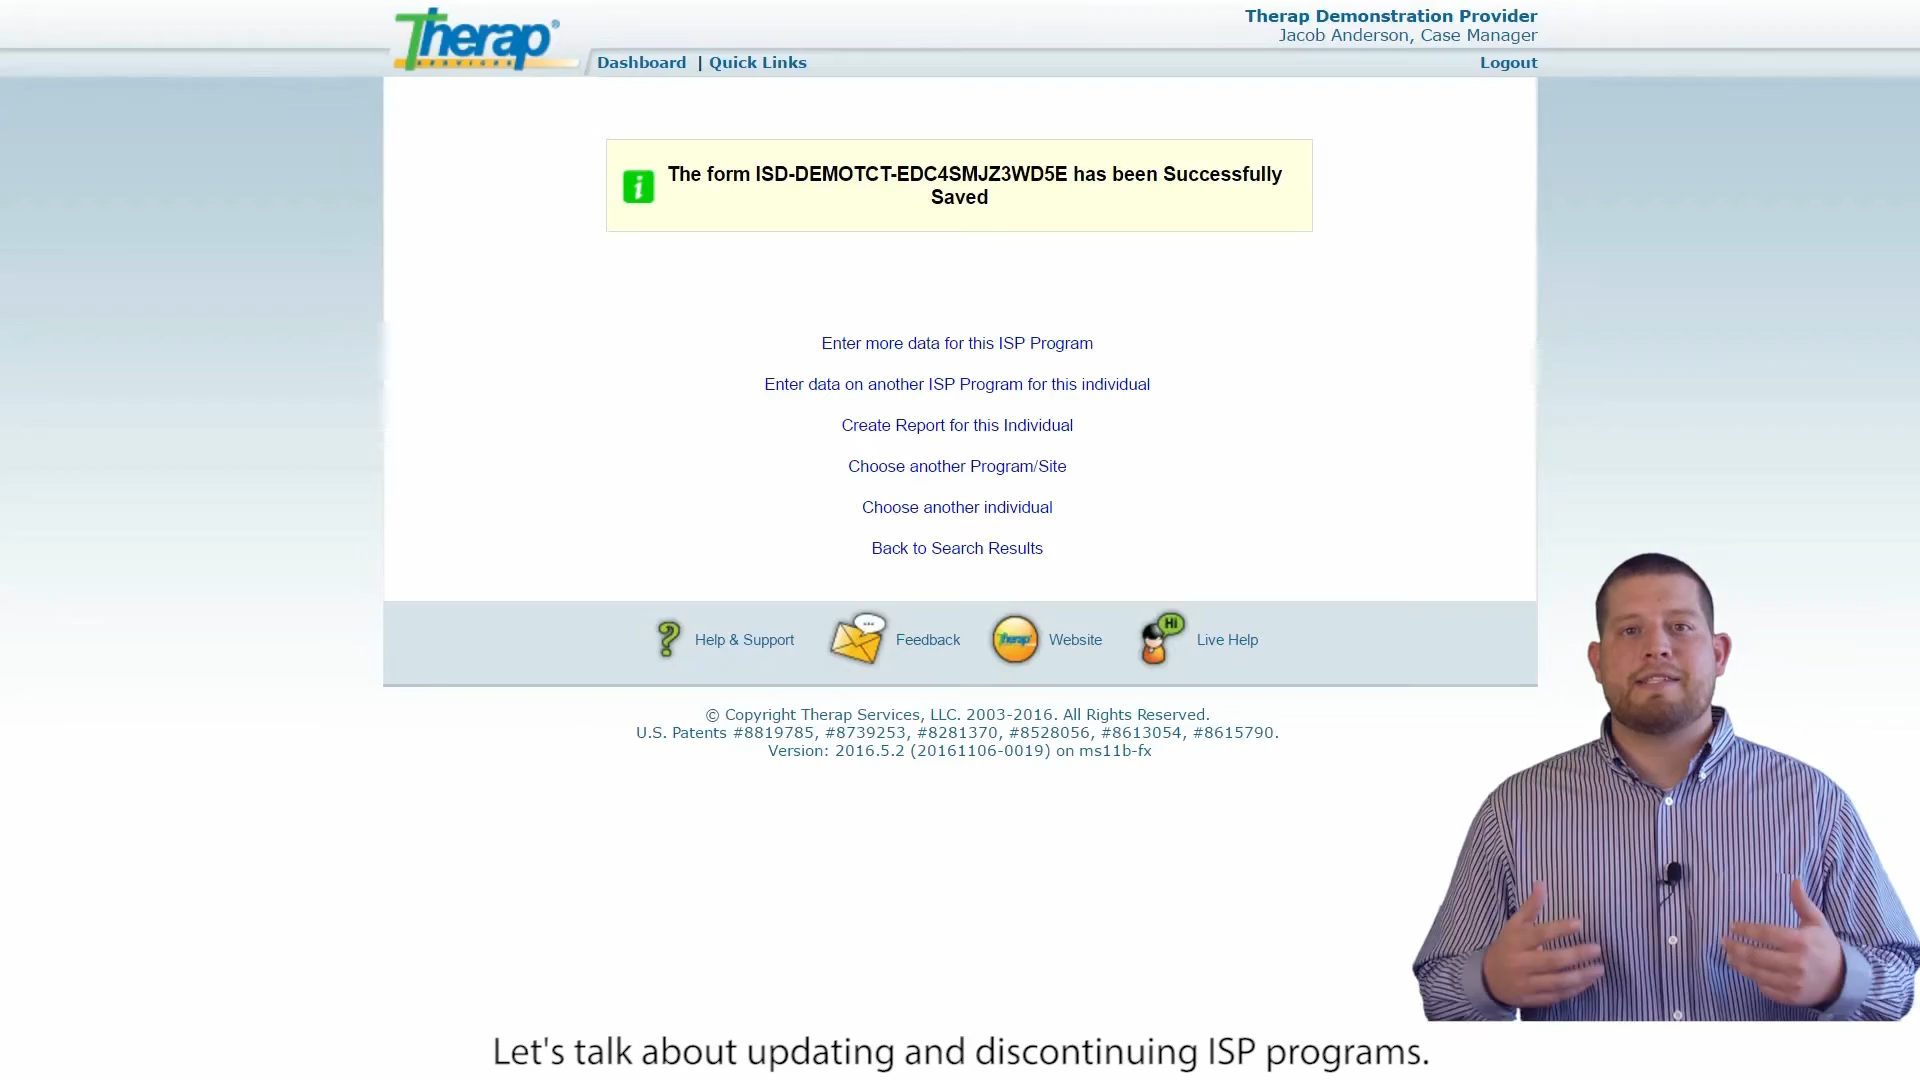 Therap®
SERVICES
Therap Demonstration Provider
Jacob Anderson, Case Manager
Dashboard | Quick Links
Logout
The form ISD-DEMOTCT-EDC4SMJZ3WD5E has been Successfully
Saved
Enter more data for this ISP Program
Enter data on another ISP Program for this individual
Create Report for this Individual
Choose another Program/Site
Choose another individual
Back to Search Results
Help & Support
Feedback
Therap
Website
Hi
Live Help
© Copyright Therap Services, LLC. 2003-2016. All Rights Reserved.
U.S. Patents #8819785, #8739253, #8281370, #8528056, #8613054, #8615790.
Version: 2016.5.2 (20161106-0019) on ms11b-fx
Let's talk about updating and discontinuing ISP programs.